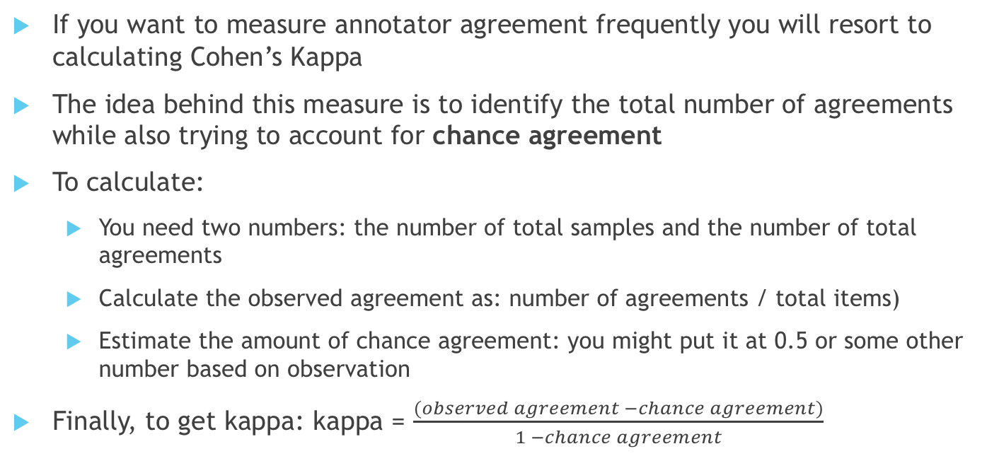 If you want to measure annotator agreement frequently you will resort to
calculating Cohen’s Kappa
The idea behind this measure is to identify the total number of agreements
while also trying to account for chance agreement
To calculate:
You need two numbers: the number of total samples and the number of total
agreements
Calculate the observed agreement as: number of agreements / total items)
Estimate the amount of chance agreement: you might put it at 0.5 or some other
number based on observation
Finally, to get kappa: kappa = (observed agreement −chance agreement)
1 −chance agreement